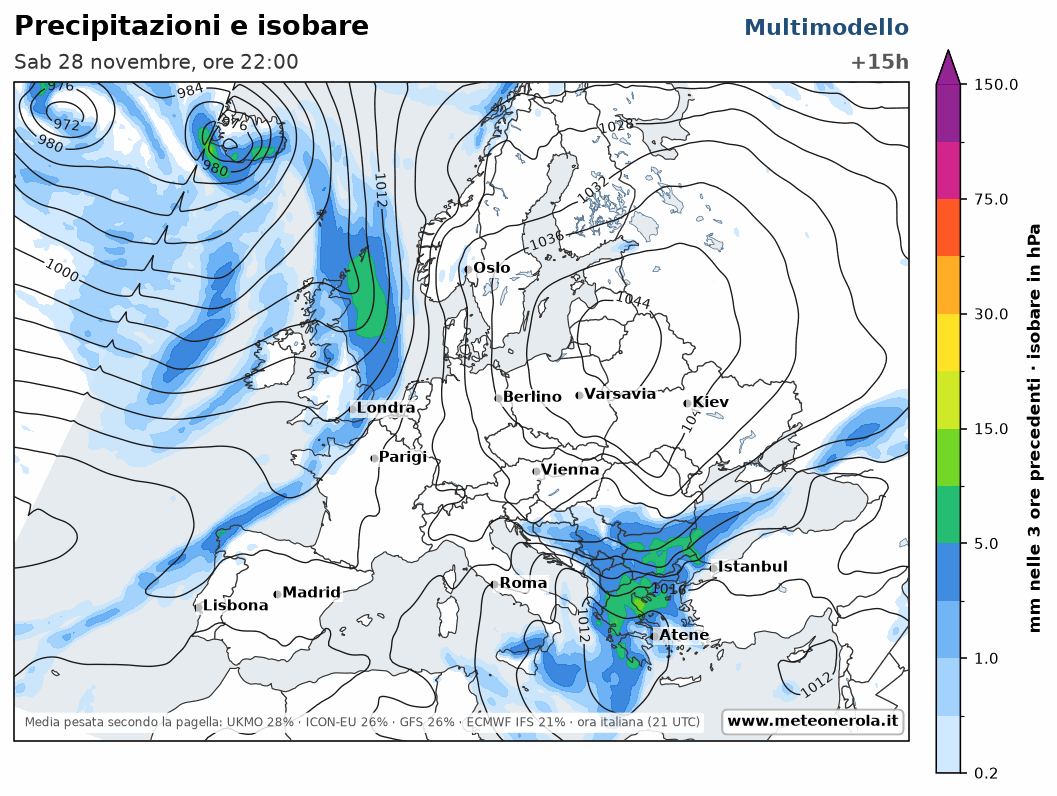 Precipitazioni e isobare
Multimodello
Sab 28 novembre, ore 22:00
+15h
976
984
972
976
980
980
1012
1028
1032
1036
1000
1044
Oslo
Berlino
Varsavia
Kiev
Londra
Parigi
Vienna
Istanbul
Roma
Madrid
Lisbona
1016
1012
Atene
1012
Media pesata secondo la pagella: UKMO 28% · ICON-EU 26% · GFS 26% · ECMWF IFS 21% · ora italiana (21 UTC)
www.meteonerola.it
150.0
75.0
30.0
15.0
5.0
1.0
0.2
mm nelle 3 ore precedenti · isobare in hPa